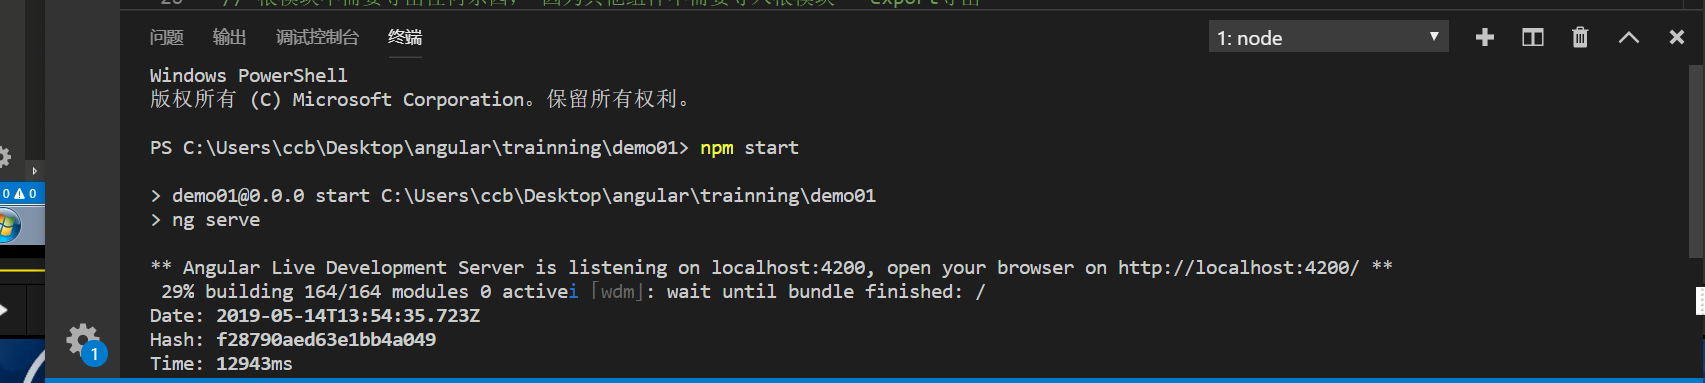 问题 输出 调试控制台 终端 1: node
Windows PowerShell
版权所有 (C) Microsoft Corporation。保留所有权利。
PS C:\Users\ccb\Desktop\angular\trainning\demo01> npm start
> demo01@0.0.0 start C:\Users\ccb\Desktop\angular\trainning\demo01
> ng serve
0 0
** Angular Live Development Server is listening on localhost:4200, open your browser on http://localhost:4200/ **
29% building 164/164 modules 0 activei ｢wdm｣: wait until bundle finished: /
Date: 2019-05-14T13:54:35.723Z
Hash: f28790aed63e1bb4a049
1
Time: 12943ms